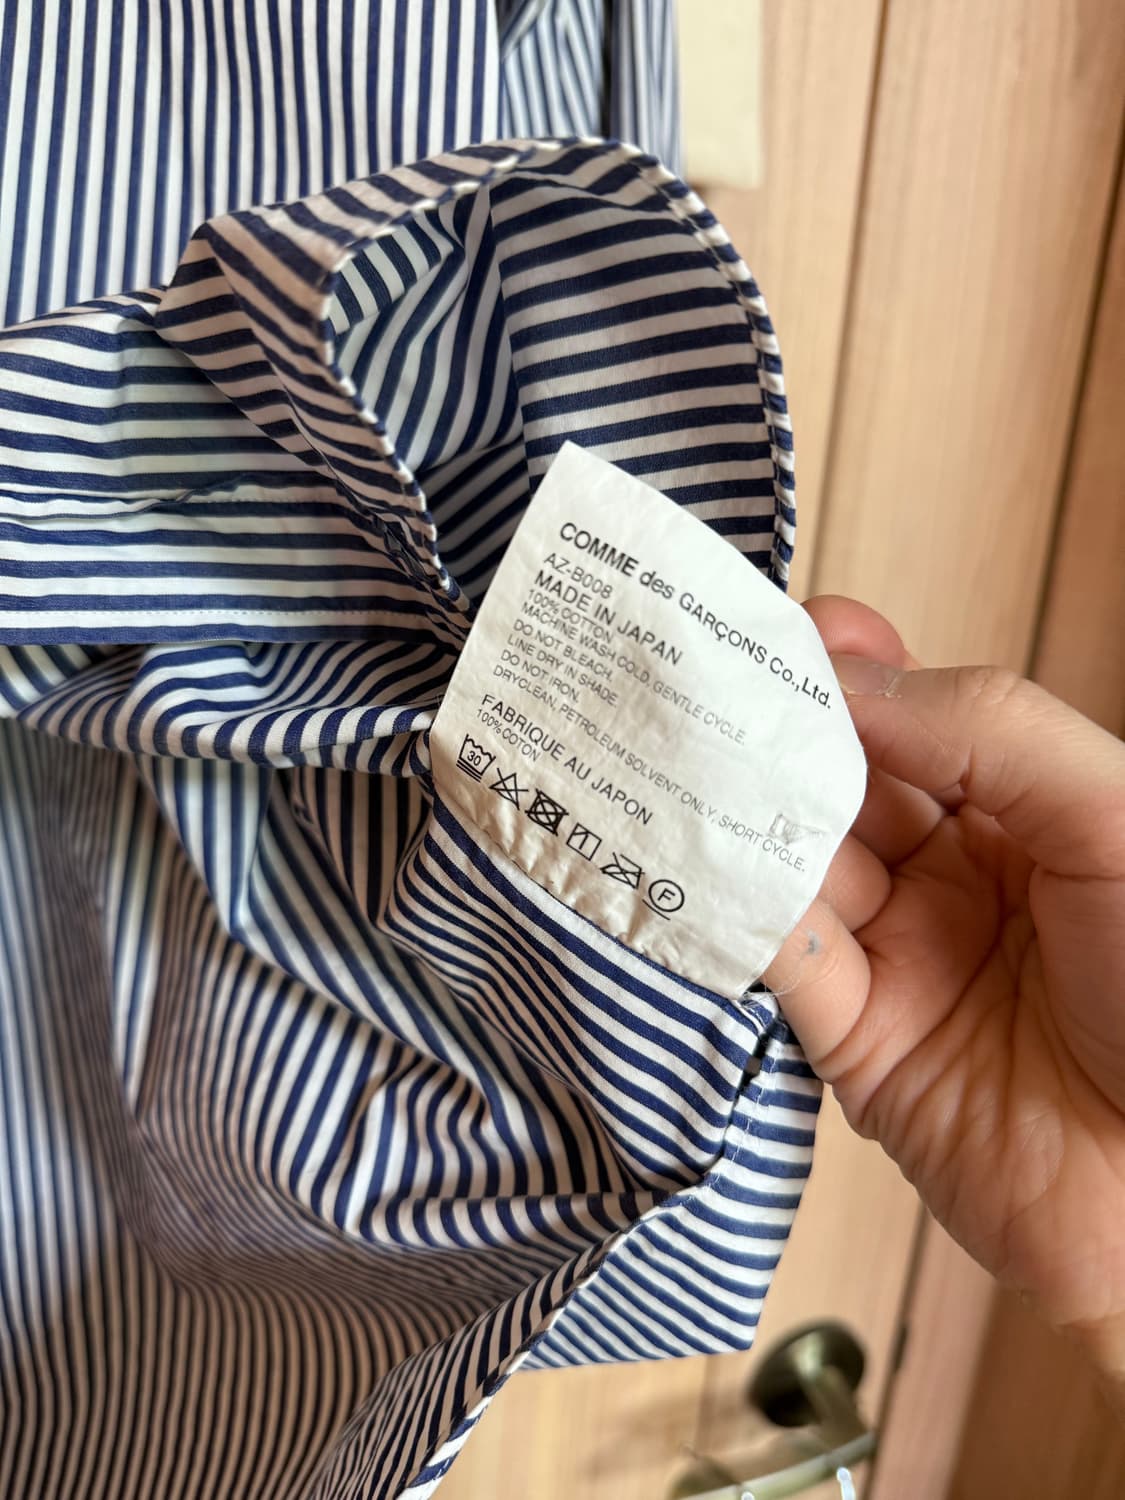 COMME des GARÇONS Co.,Ltd.
AZ-B008
MADE IN JAPAN
100% COTTON
MACHINE WASH COLD, GENTLE CYCLE.
DO NOT BLEACH.
LINE DRY IN SHADE.
DO NOT IRON.
DRYCLEAN, PETROLEUM SOLVENT ONLY, SHORT CYCLE.
FABRIQUE AU JAPON
100% COTON
30
F